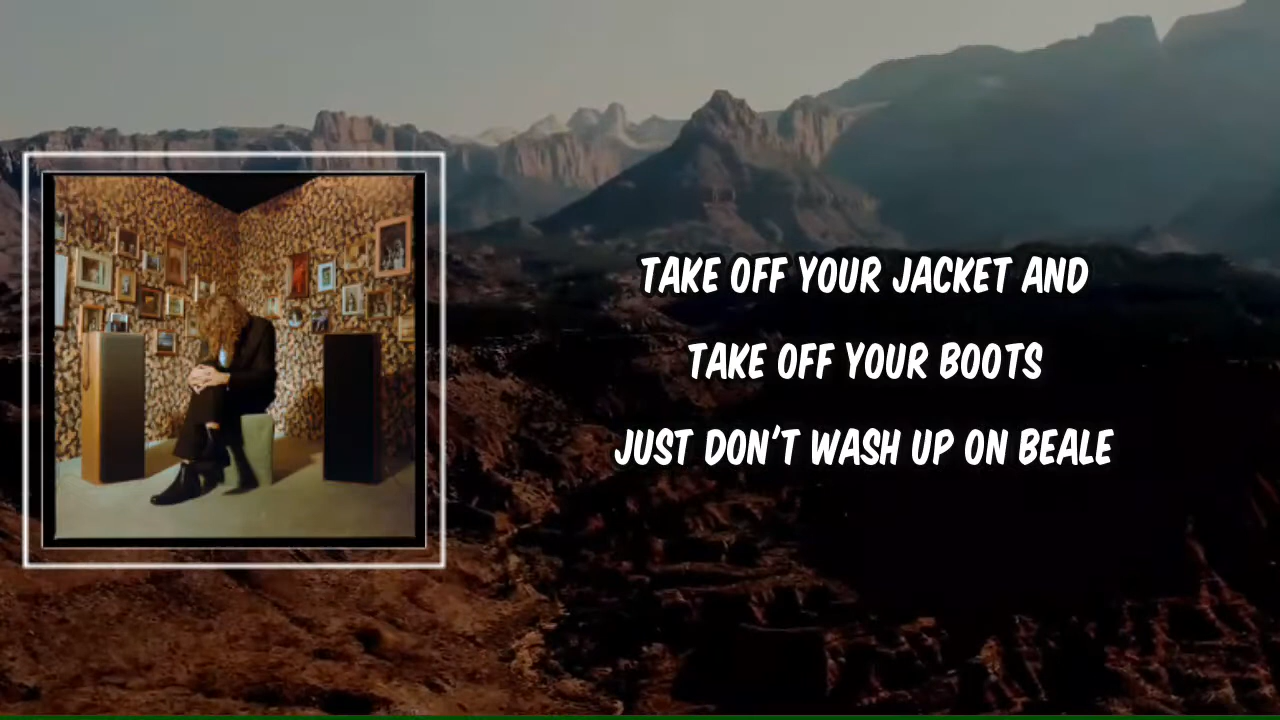 TAKE OFF YOUR JACKET AND
TAKE OFF YOUR BOOTS
JUST DON'T WASH UP ON BEALE